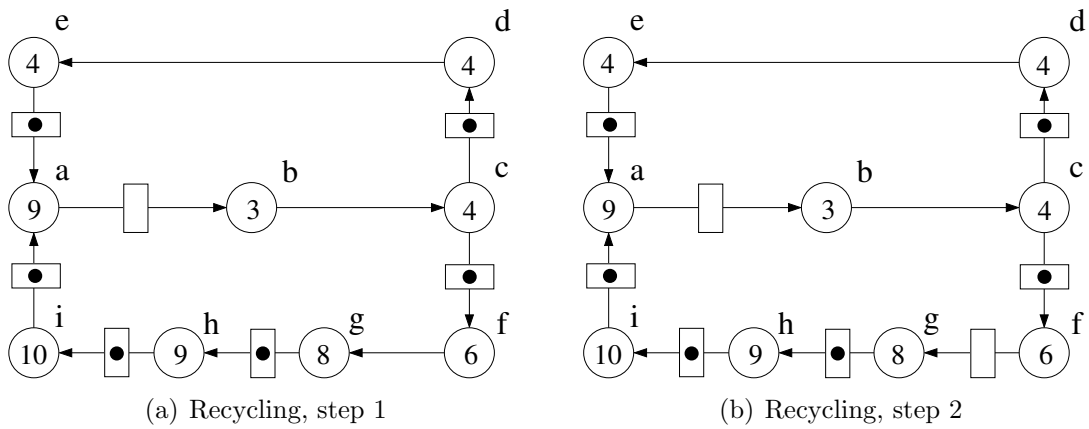 e d e d
4 4 4 4
a b c a b c
9 3 4 9 3 4
i h g f i h g f
10 9 8 6 10 9 8 6
(a) Recycling, step 1 (b) Recycling, step 2